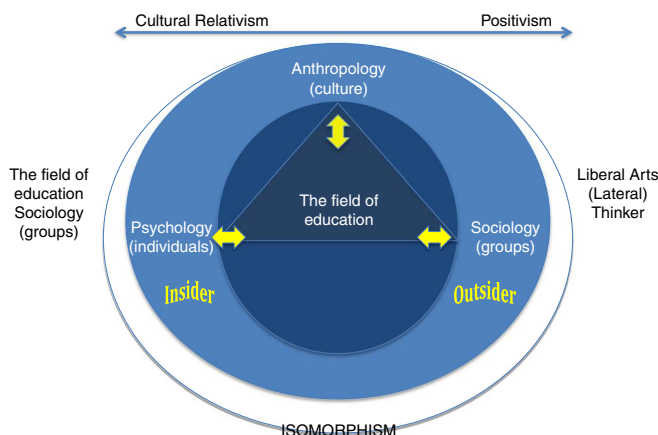 Cultural Relativism
Positivism
Anthropology
(culture)
The field of
education
Sociology
(groups)
Liberal Arts
(Lateral)
Thinker
The field of
education
Psychology
(individuals)
Sociology
(groups)
Insider
Outsider
ISOMORPHISM